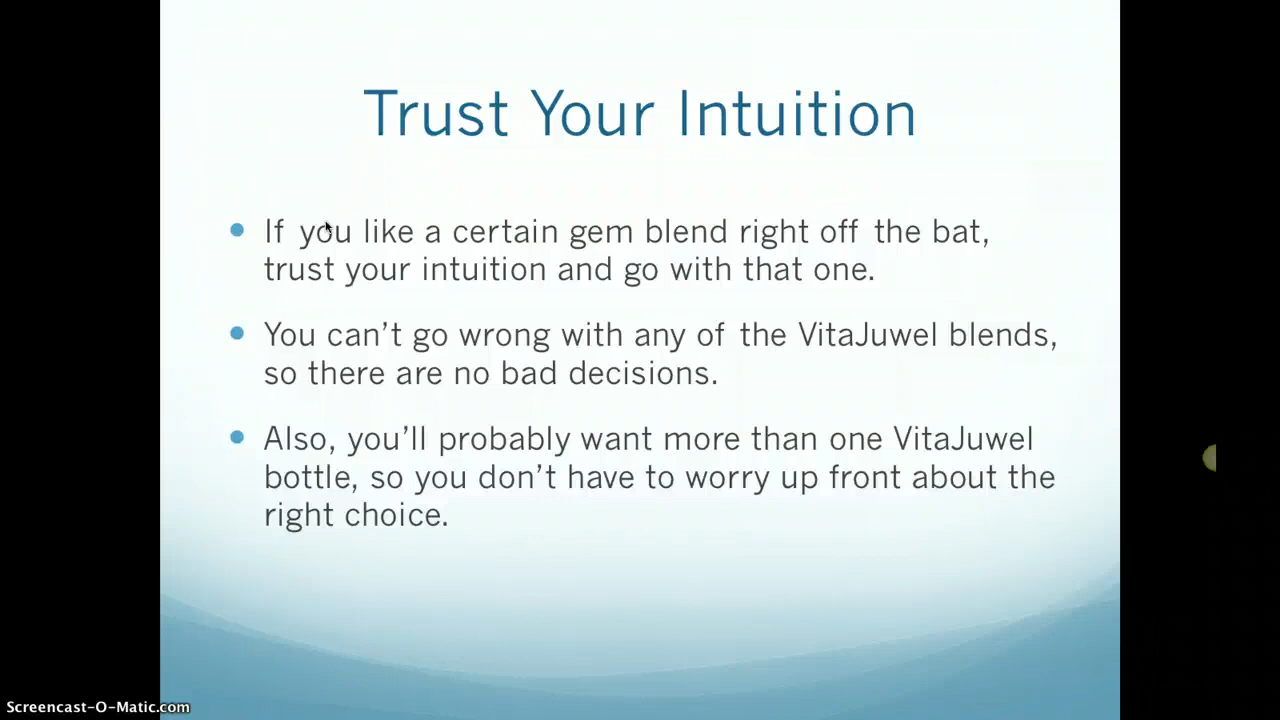 Trust Your Intuition
If you like a certain gem blend right off the bat,
trust your intuition and go with that one.
You can’t go wrong with any of the VitaJuwel blends,
so there are no bad decisions.
Also, you’ll probably want more than one VitaJuwel
bottle, so you don’t have to worry up front about the
right choice.
Screencast-O-Matic.com